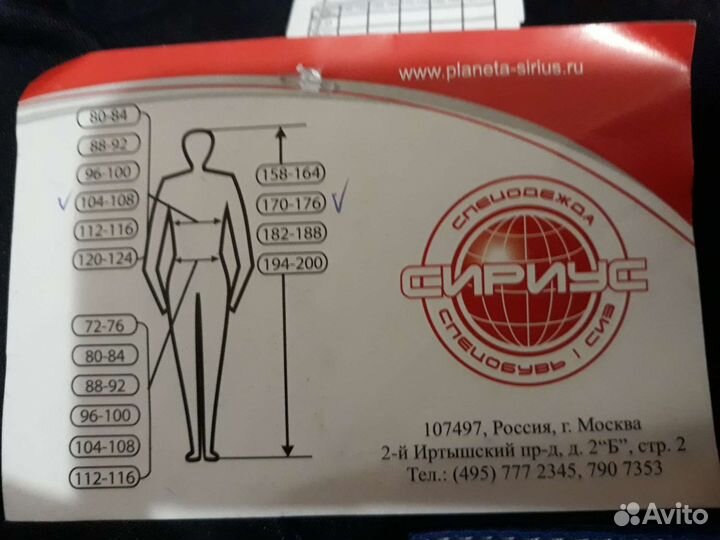 www.planeta-sirius.ru
80-84
88-92
96-100
104-108
112-116
120-124
158-164
170-176
182-188
194-200
72-76
80-84
88-92
96-100
104-108
112-116
СПЕЦОДЕЖДА
СИРИУС
СПЕЦОБУВЬ | СИЗ
107497, Россия, г. Москва
2-й Иртышский пр-д, д. 2“Б”, стр. 2
Тел.: (495) 777 2345, 790 7353
Avito